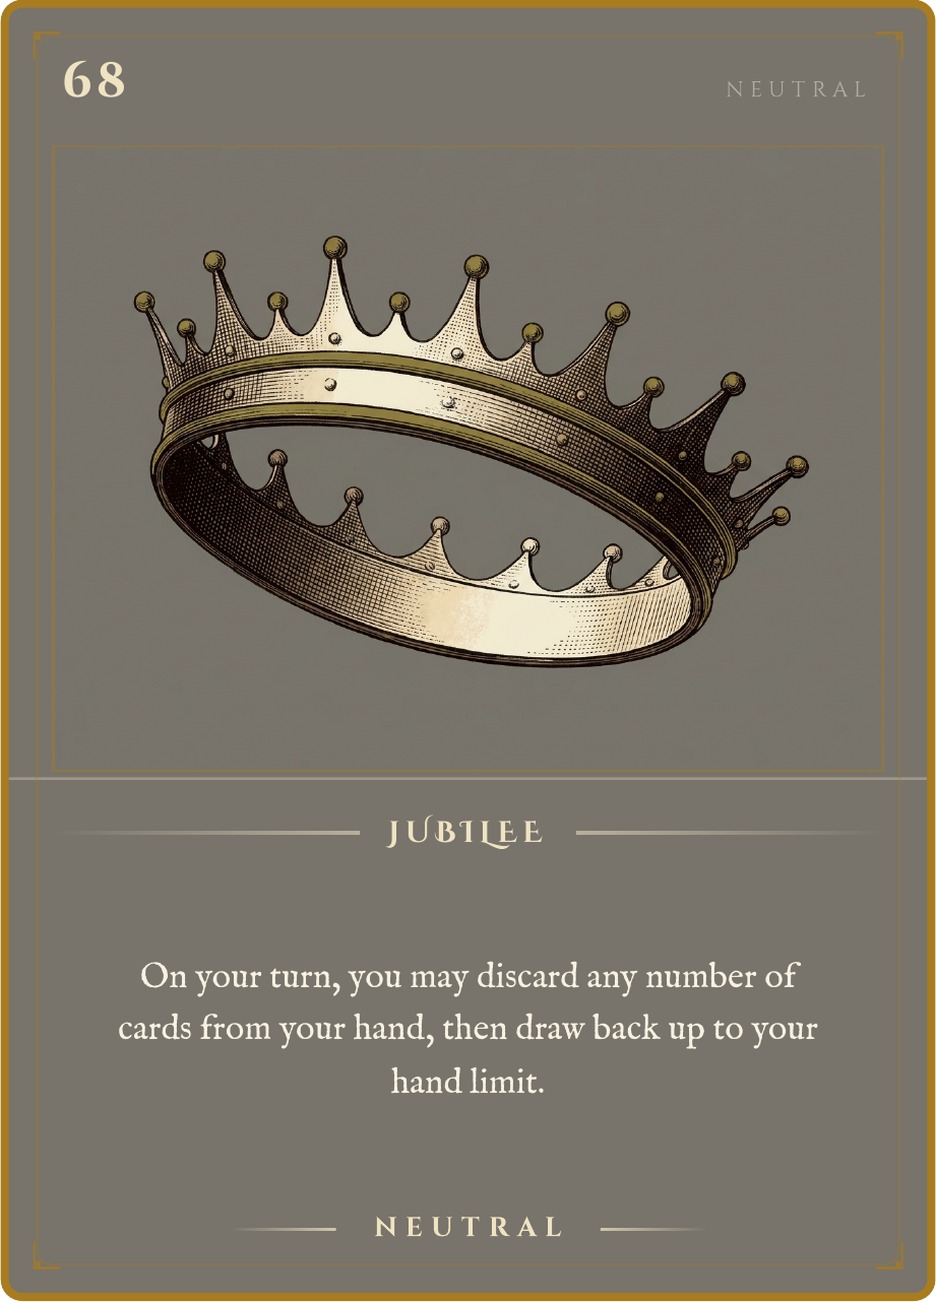 68
NEUTRAL
JUBILEE
On your turn, you may discard any number of
cards from your hand, then draw back up to your
hand limit.
NEUTRAL